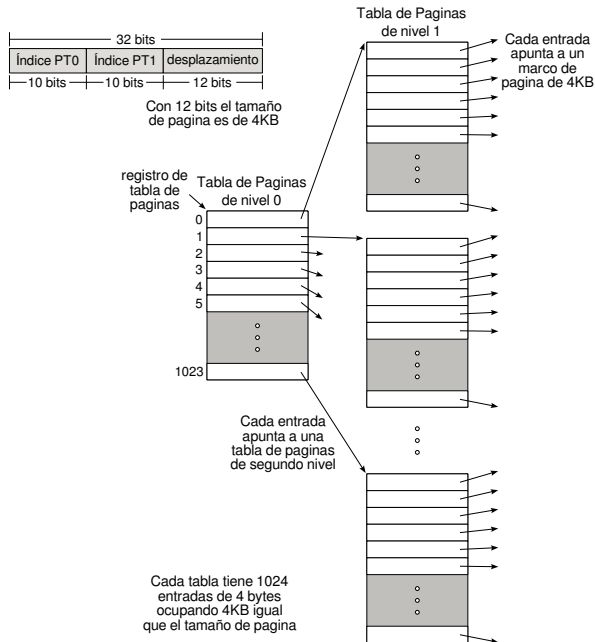 32 bits
Índice PT0 Índice PT1 desplazamiento
10 bits 10 bits 12 bits
Con 12 bits el tamaño
de pagina es de 4KB
Tabla de Paginas
de nivel 1
Cada entrada
apunta a un
marco de
pagina de 4KB
registro de
tabla de
paginas
Tabla de Paginas
de nivel 0
0
1
2
3
4
5
1023
Cada entrada
apunta a una
tabla de paginas
de segundo nivel
Cada tabla tiene 1024
entradas de 4 bytes
ocupando 4KB igual
que el tamaño de pagina